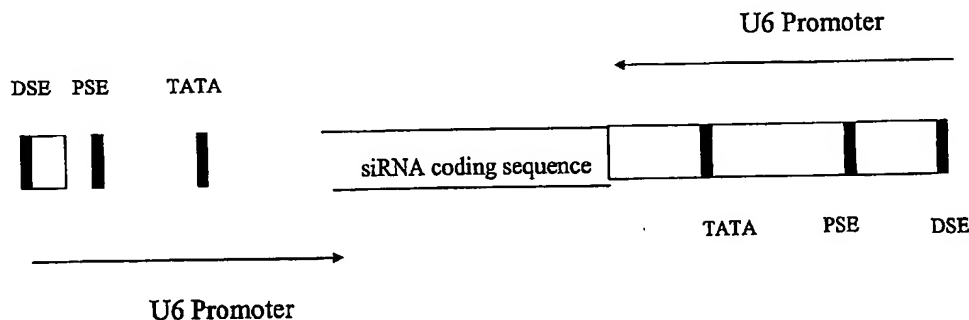 U6 Promoter
DSE PSE TATA
siRNA coding sequence
TATA PSE DSE
U6 Promoter